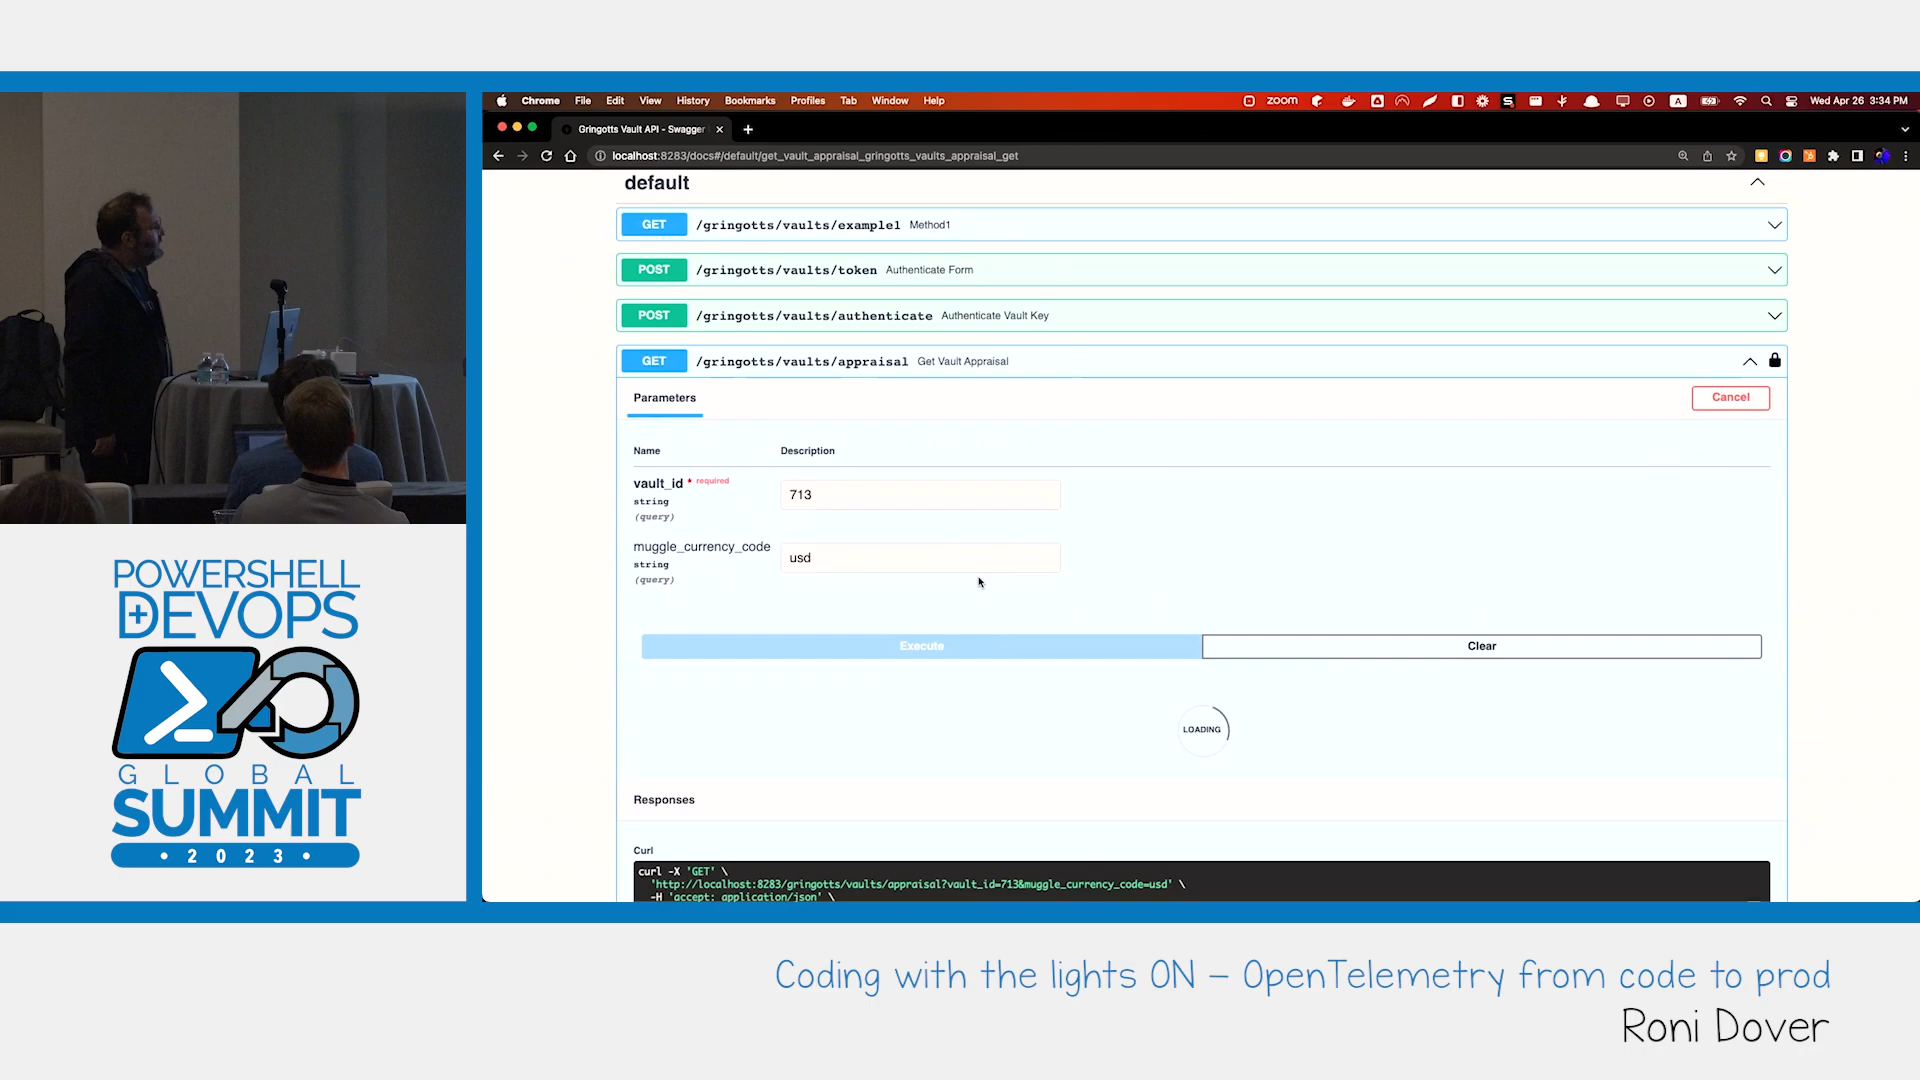 Chrome File Edit View History Bookmarks Profiles Tab Window Help
zoom
A
Wed Apr 26 3:34 PM
Gringotts Vault API - Swagger
localhost:8283/docs#/default/get_vault_appraisal_gringotts_vaults_appraisal_get
default
GET /gringotts/vaults/example1 Method1
POST /gringotts/vaults/token Authenticate Form
POST /gringotts/vaults/authenticate Authenticate Vault Key
GET /gringotts/vaults/appraisal Get Vault Appraisal
Parameters
Cancel
Name Description
vault_id * required
string
(query)
713
muggle_currency_code
string
(query)
usd
Execute
Clear
LOADING
Responses
Curl
curl -X 'GET' \
'http://localhost:8283/gringotts/vaults/appraisal?vault_id=713&muggle_currency_code=usd' \
-H 'accept: application/json' \
POWERSHELL
+ DEVOPS
GLOBAL
SUMMIT
• 2023 •
Coding with the lights ON – OpenTelemetry from code to prod
Roni Dover